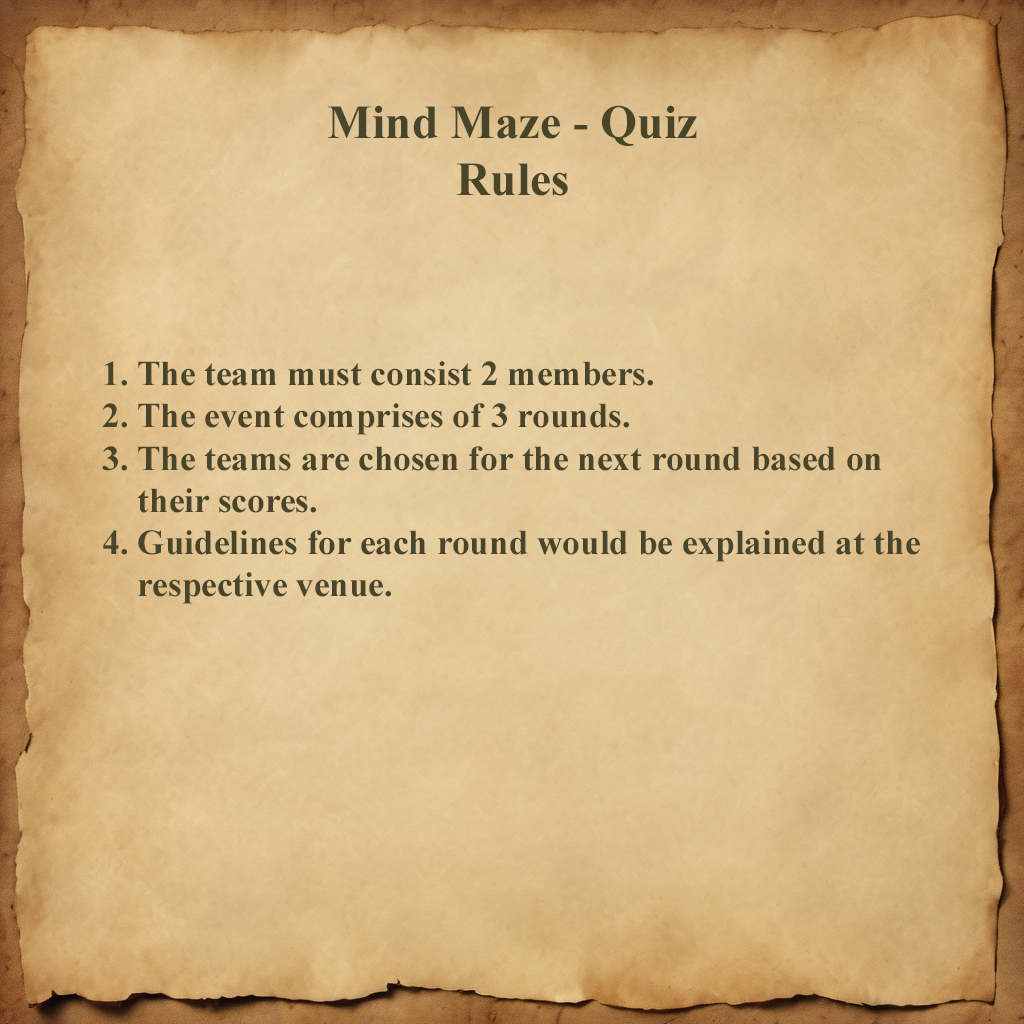 Mind Maze - Quiz
Rules
1. The team must consist 2 members.
2. The event comprises of 3 rounds.
3. The teams are chosen for the next round based on
their scores.
4. Guidelines for each round would be explained at the
respective venue.